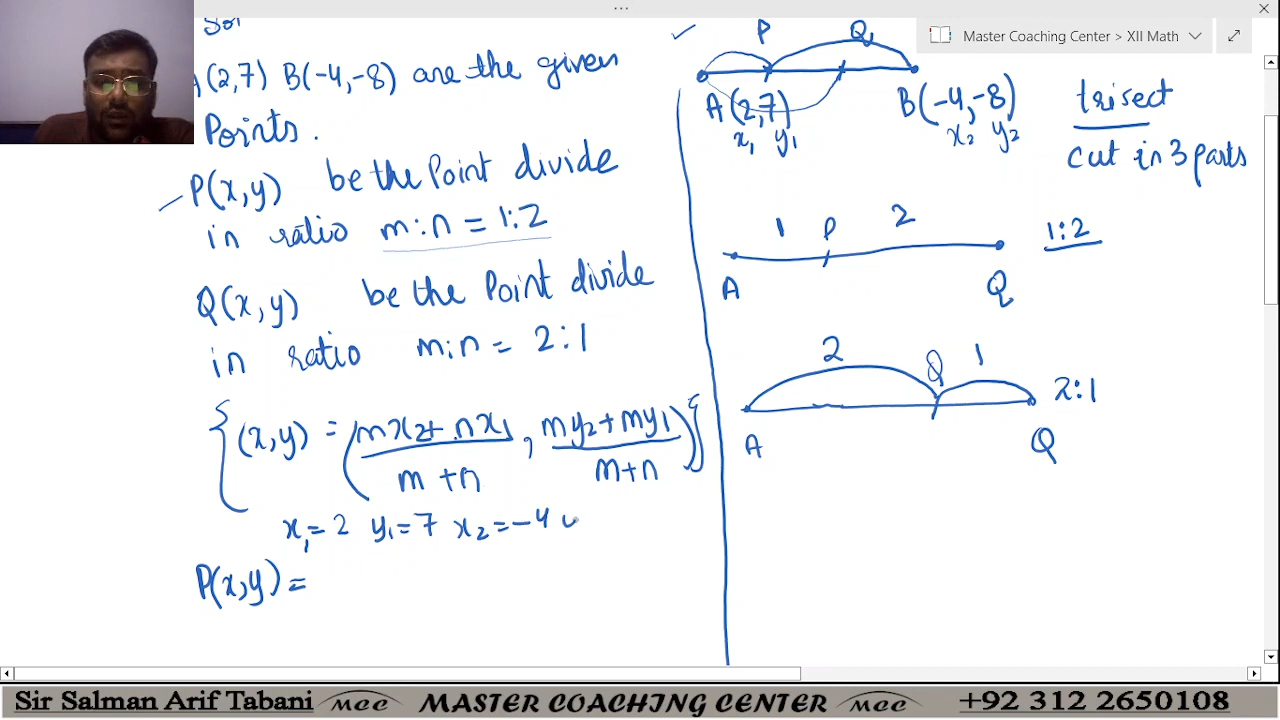 Sol
A(2,7) B(-4,-8) are the given
Points.
P(x,y) be the Point divide
in ratio m:n = 1:2
Q(x,y) be the Point divide
in ratio m:n = 2:1
{(x,y) = (mx2 + nx1 / m+n , my2 + my1 / m+n)}
x1 = 2 y1 = 7 x2 = -4
P(x,y) =
P Q1
A(2,7) B(-4,-8)
x1 y1 x2 y2
trisect
cut in 3 parts
1 P 2 1:2
A Q
2 Q 1 2:1
A Q
Master Coaching Center > XII Math
Sir Salman Arif Tabani MCC MASTER COACHING CENTER MCC +92 312 2650108